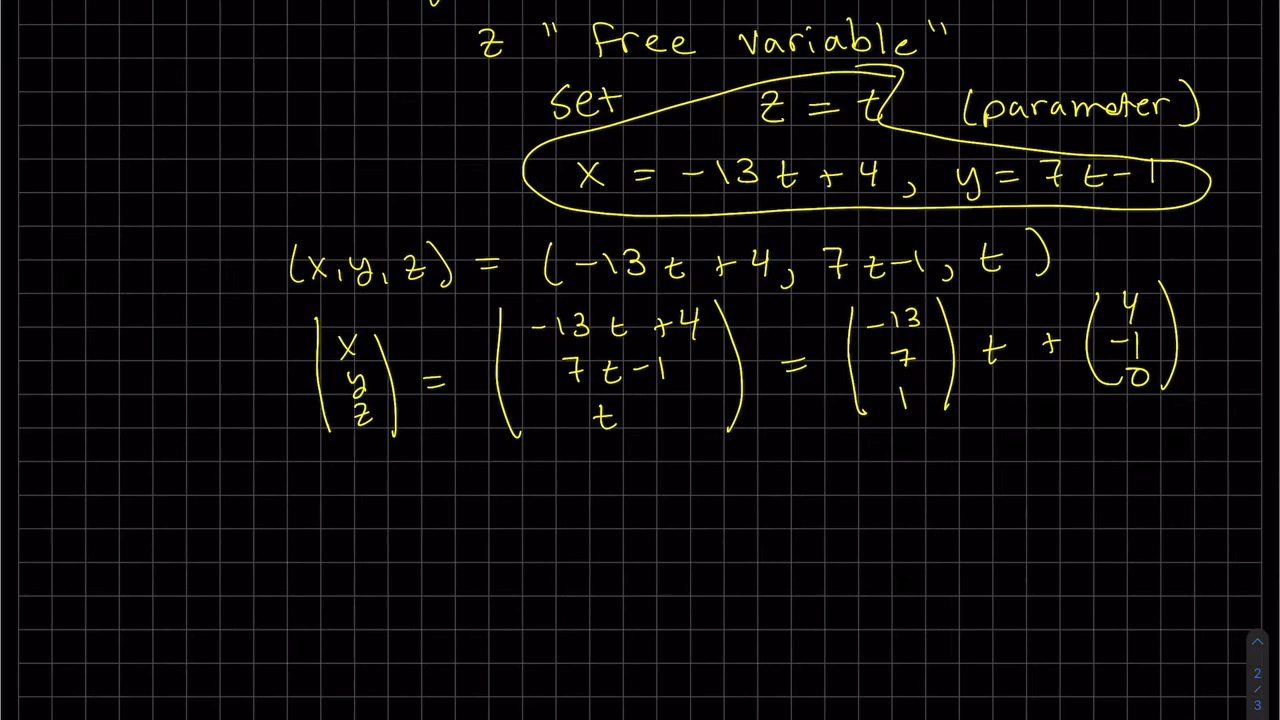 z "free variable"
set z = t (parameter)
x = -13t + 4, y = 7t-1
(x,y,z) = (-13t+4, 7t-1, t)
(x y z) = (-13t+4 7t-1 t) = (-13 7 1) t + (4 -1 0)
2
/
3